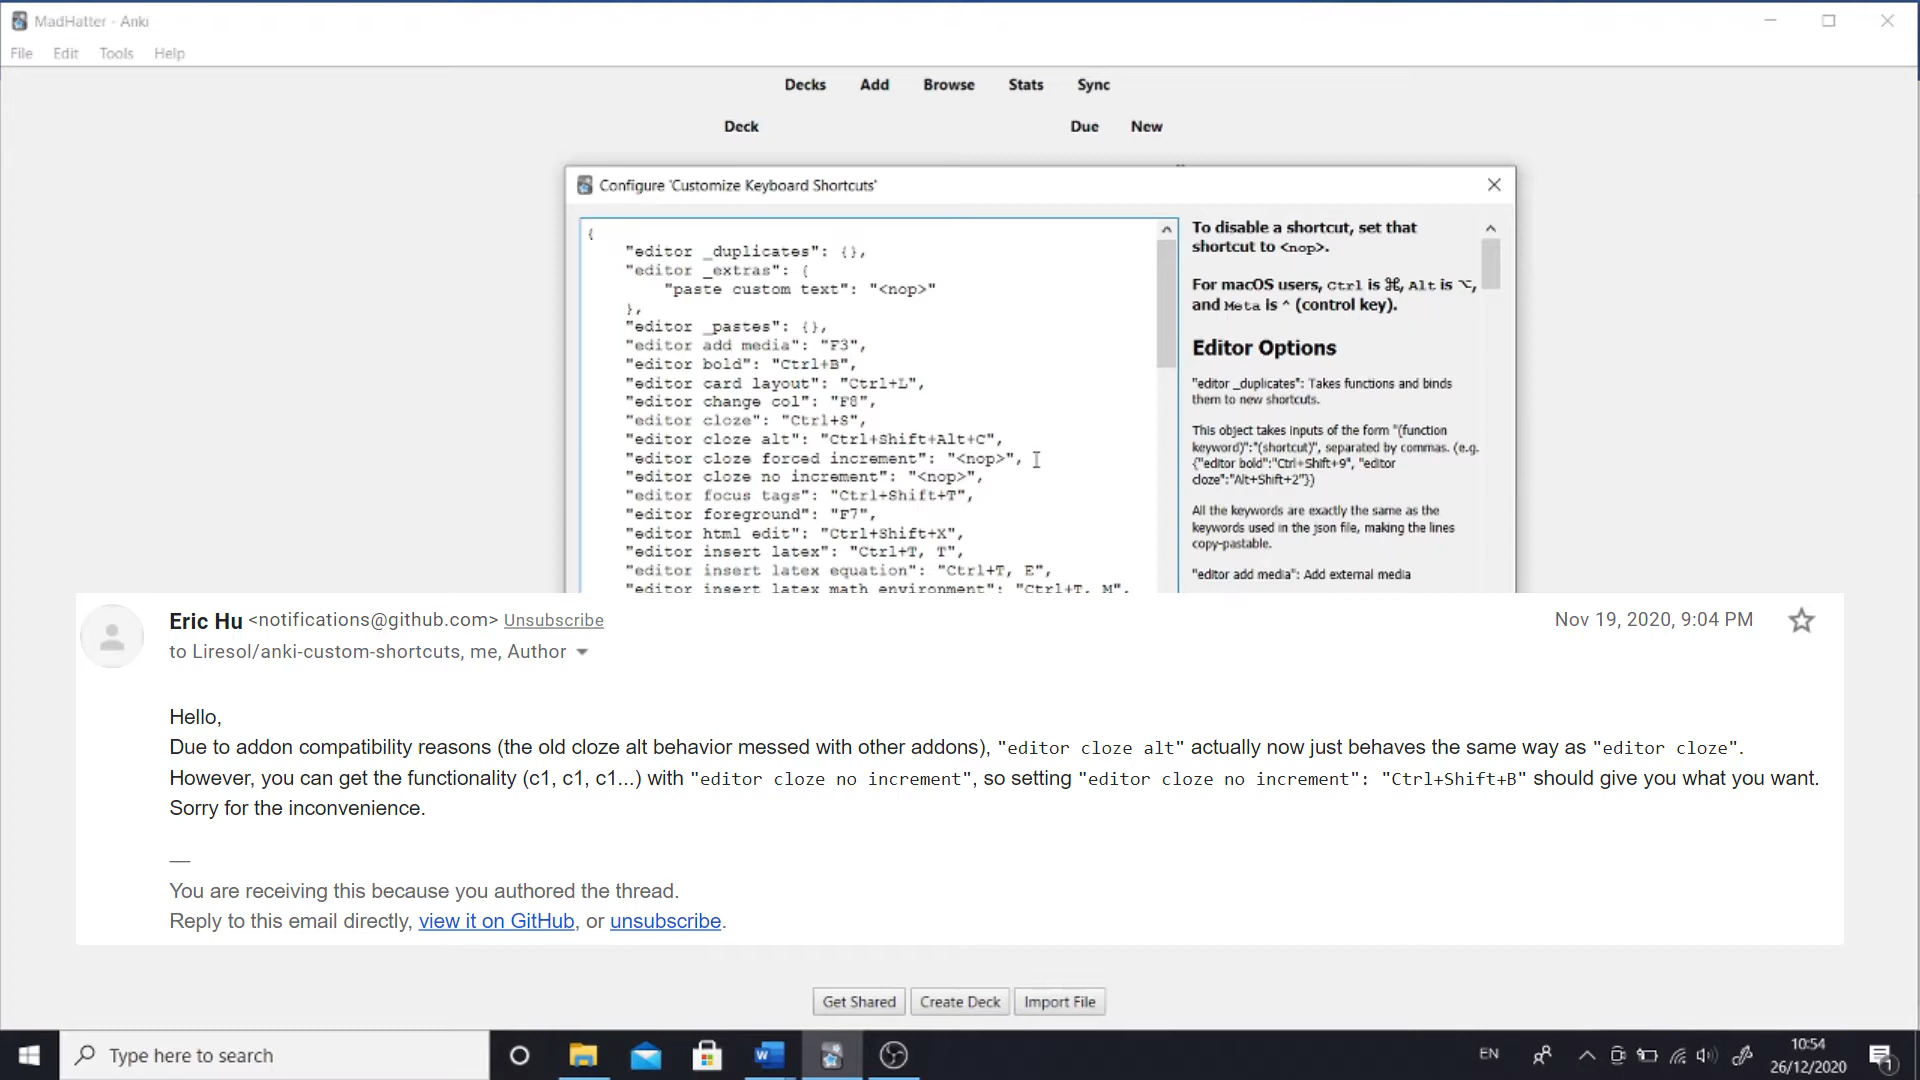 MadHatter - Anki
File Edit Tools Help
Decks Add Browse Stats Sync
Deck Due New
Configure 'Customize Keyboard Shortcuts'
{
"editor _duplicates": {},
"editor _extras": {
"paste custom text": "<nop>"
},
"editor _pastes": {},
"editor add media": "F3",
"editor bold": "Ctrl+B",
"editor card layout": "Ctrl+L",
"editor change col": "F8",
"editor cloze": "Ctrl+S",
"editor cloze alt": "Ctrl+Shift+Alt+C",
"editor cloze forced increment": "<nop>",
"editor cloze no increment": "<nop>",
"editor focus tags": "Ctrl+Shift+T",
"editor foreground": "F7",
"editor html edit": "Ctrl+Shift+X",
"editor insert latex": "Ctrl+T, T",
"editor insert latex equation": "Ctrl+T, E",
"editor insert latex math environment": "Ctrl+T, M",
To disable a shortcut, set that
shortcut to <nop>.
For macOS users, Ctrl is ⌘, Alt is ⌥,
and Meta is ^ (control key).
Editor Options
"editor _duplicates": Takes functions and binds
them to new shortcuts.
This object takes inputs of the form "(function
keyword)":"(shortcut)", separated by commas. (e.g.
{"editor bold":"Ctrl+Shift+9", "editor
cloze":"Alt+Shift+2"})
All the keywords are exactly the same as the
keywords used in the json file, making the lines
copy-pastable.
"editor add media": Add external media
Eric Hu <notifications@github.com> Unsubscribe
Nov 19, 2020, 9:04 PM
to Liresol/anki-custom-shortcuts, me, Author
Hello,
Due to addon compatibility reasons (the old cloze alt behavior messed with other addons), "editor cloze alt" actually now just behaves the same way as "editor cloze".
However, you can get the functionality (c1, c1, c1...) with "editor cloze no increment", so setting "editor cloze no increment": "Ctrl+Shift+B" should give you what you want.
Sorry for the inconvenience.
—
You are receiving this because you authored the thread.
Reply to this email directly, view it on GitHub, or unsubscribe.
Get Shared Create Deck Import File
Type here to search
EN
10:54
26/12/2020
1